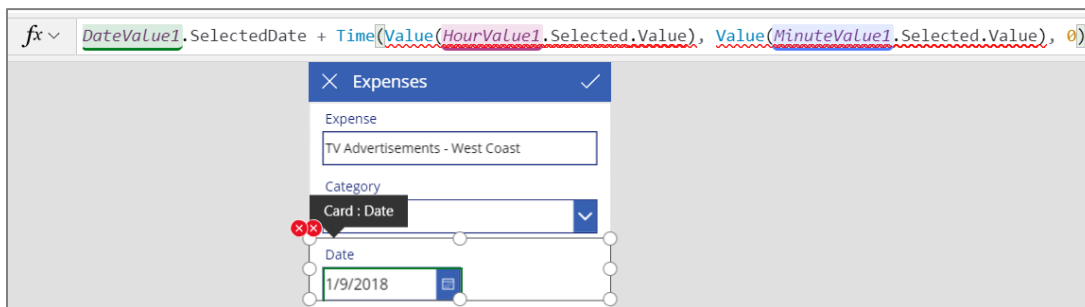 fx DateValue1.SelectedDate + Time(Value(HourValue1.Selected.Value), Value(MinuteValue1.Selected.Value), 0)
Expenses
Expense
TV Advertisements - West Coast
Category
Card : Date
Date
1/9/2018